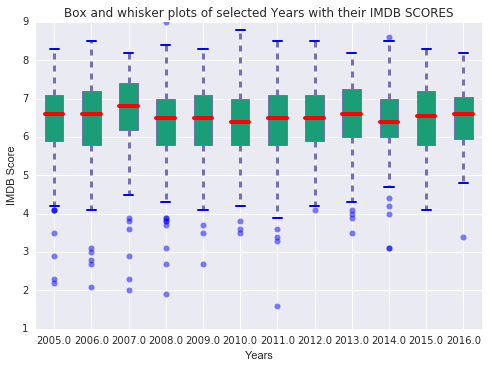 Box and whisker plots of selected Years with their IMDB SCORES
9
8
7
6
5
4
3
2
1
IMDB Score
2005.0 2006.0 2007.0 2008.0 2009.0 2010.0 2011.0 2012.0 2013.0 2014.0 2015.0 2016.0
Years